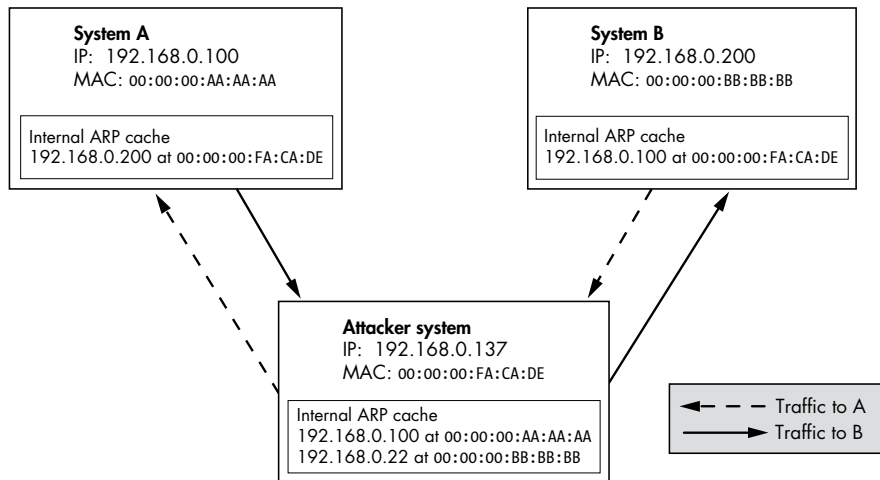 System A
IP: 192.168.0.100
MAC: 00:00:00:AA:AA:AA
Internal ARP cache
192.168.0.200 at 00:00:00:FA:CA:DE
System B
IP: 192.168.0.200
MAC: 00:00:00:BB:BB:BB
Internal ARP cache
192.168.0.100 at 00:00:00:FA:CA:DE
Attacker system
IP: 192.168.0.137
MAC: 00:00:00:FA:CA:DE
Internal ARP cache
192.168.0.100 at 00:00:00:AA:AA:AA
192.168.0.22 at 00:00:00:BB:BB:BB
Traffic to A
Traffic to B